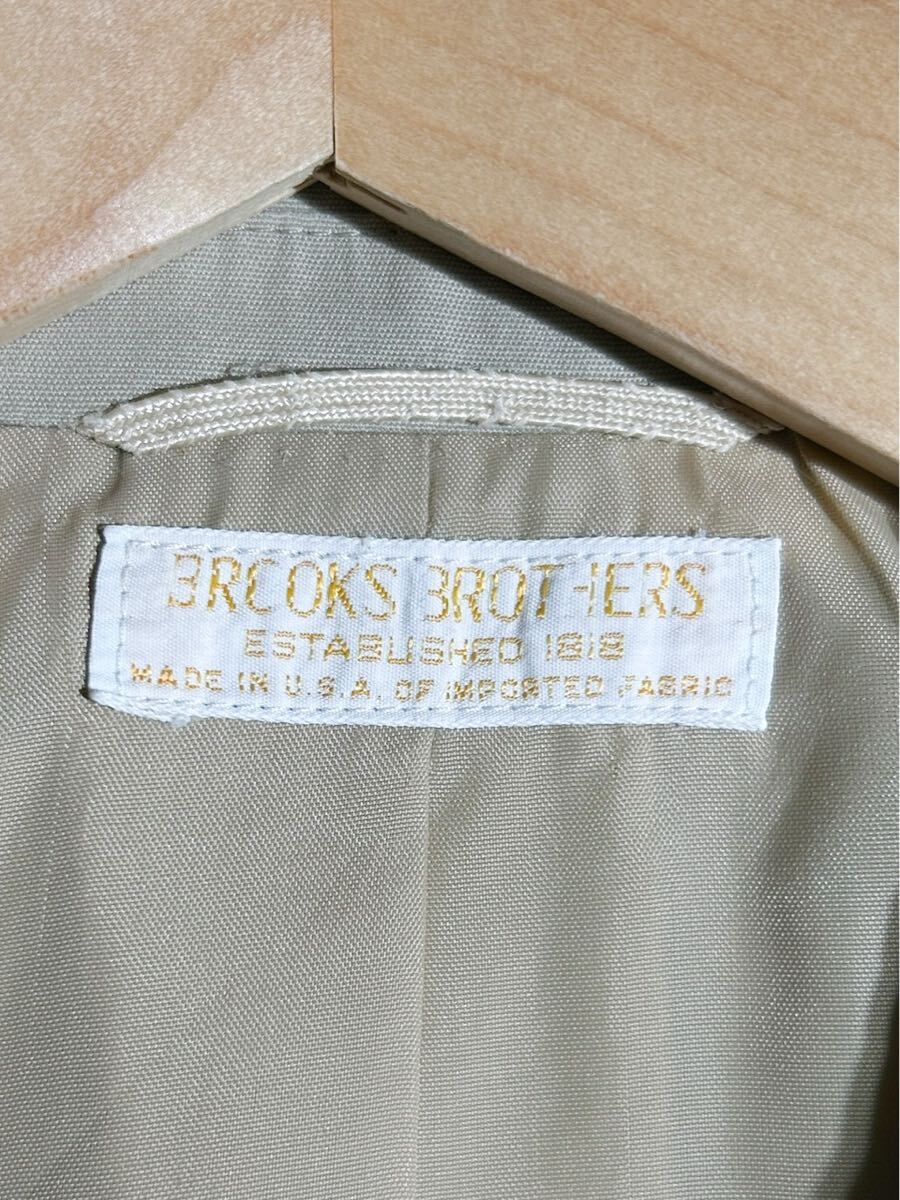 BROOKS BROTHERS
ESTABLISHED 1818
MADE IN U.S.A. OF IMPORTED FABRIC